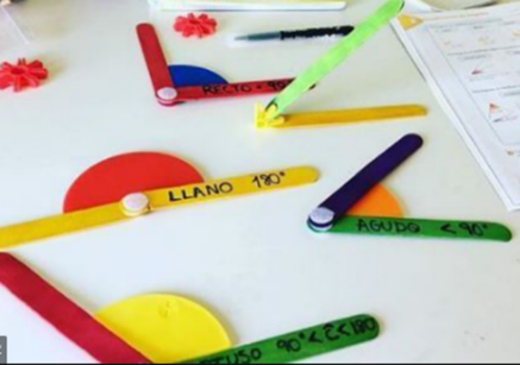 RECTO = 90°
LLANO 180°
AGUDO < 90°
90° < Ĉ < 180